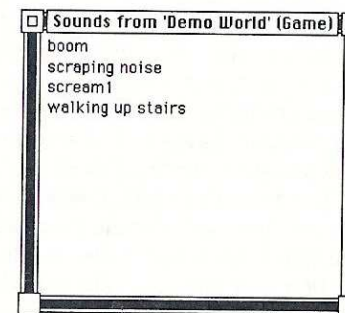 Sounds from 'Demo World' (Game)
boom
scraping noise
scream1
walking up stairs